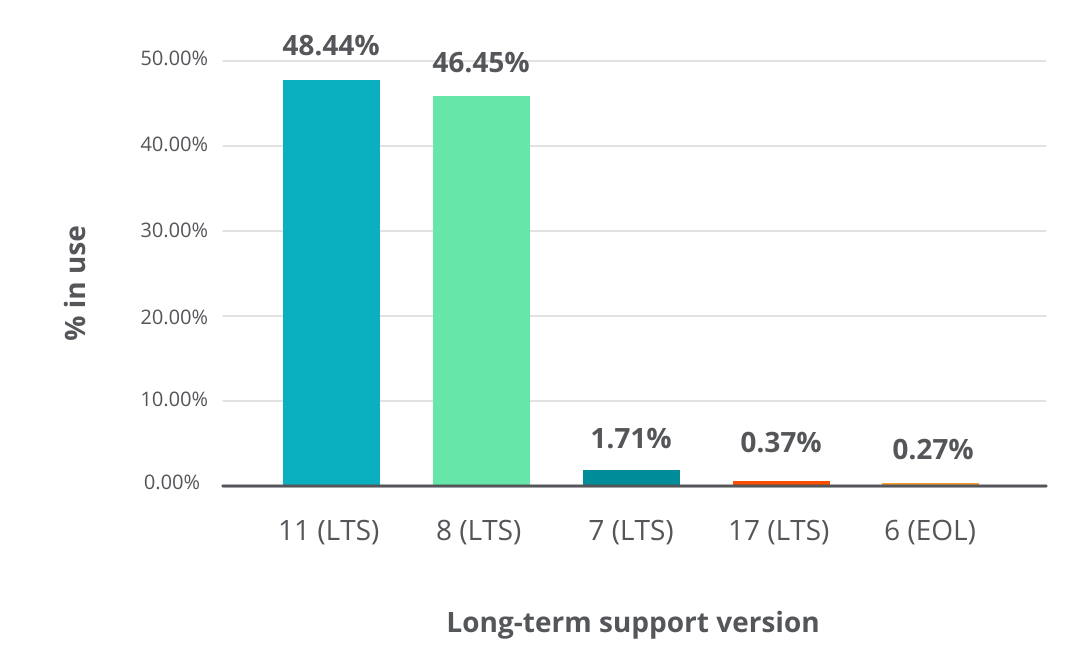 48.44%
46.45%
50.00%
40.00%
30.00%
20.00%
10.00%
0.00%
% in use
1.71%
0.37%
0.27%
11 (LTS)
8 (LTS)
7 (LTS)
17 (LTS)
6 (EOL)
Long-term support version